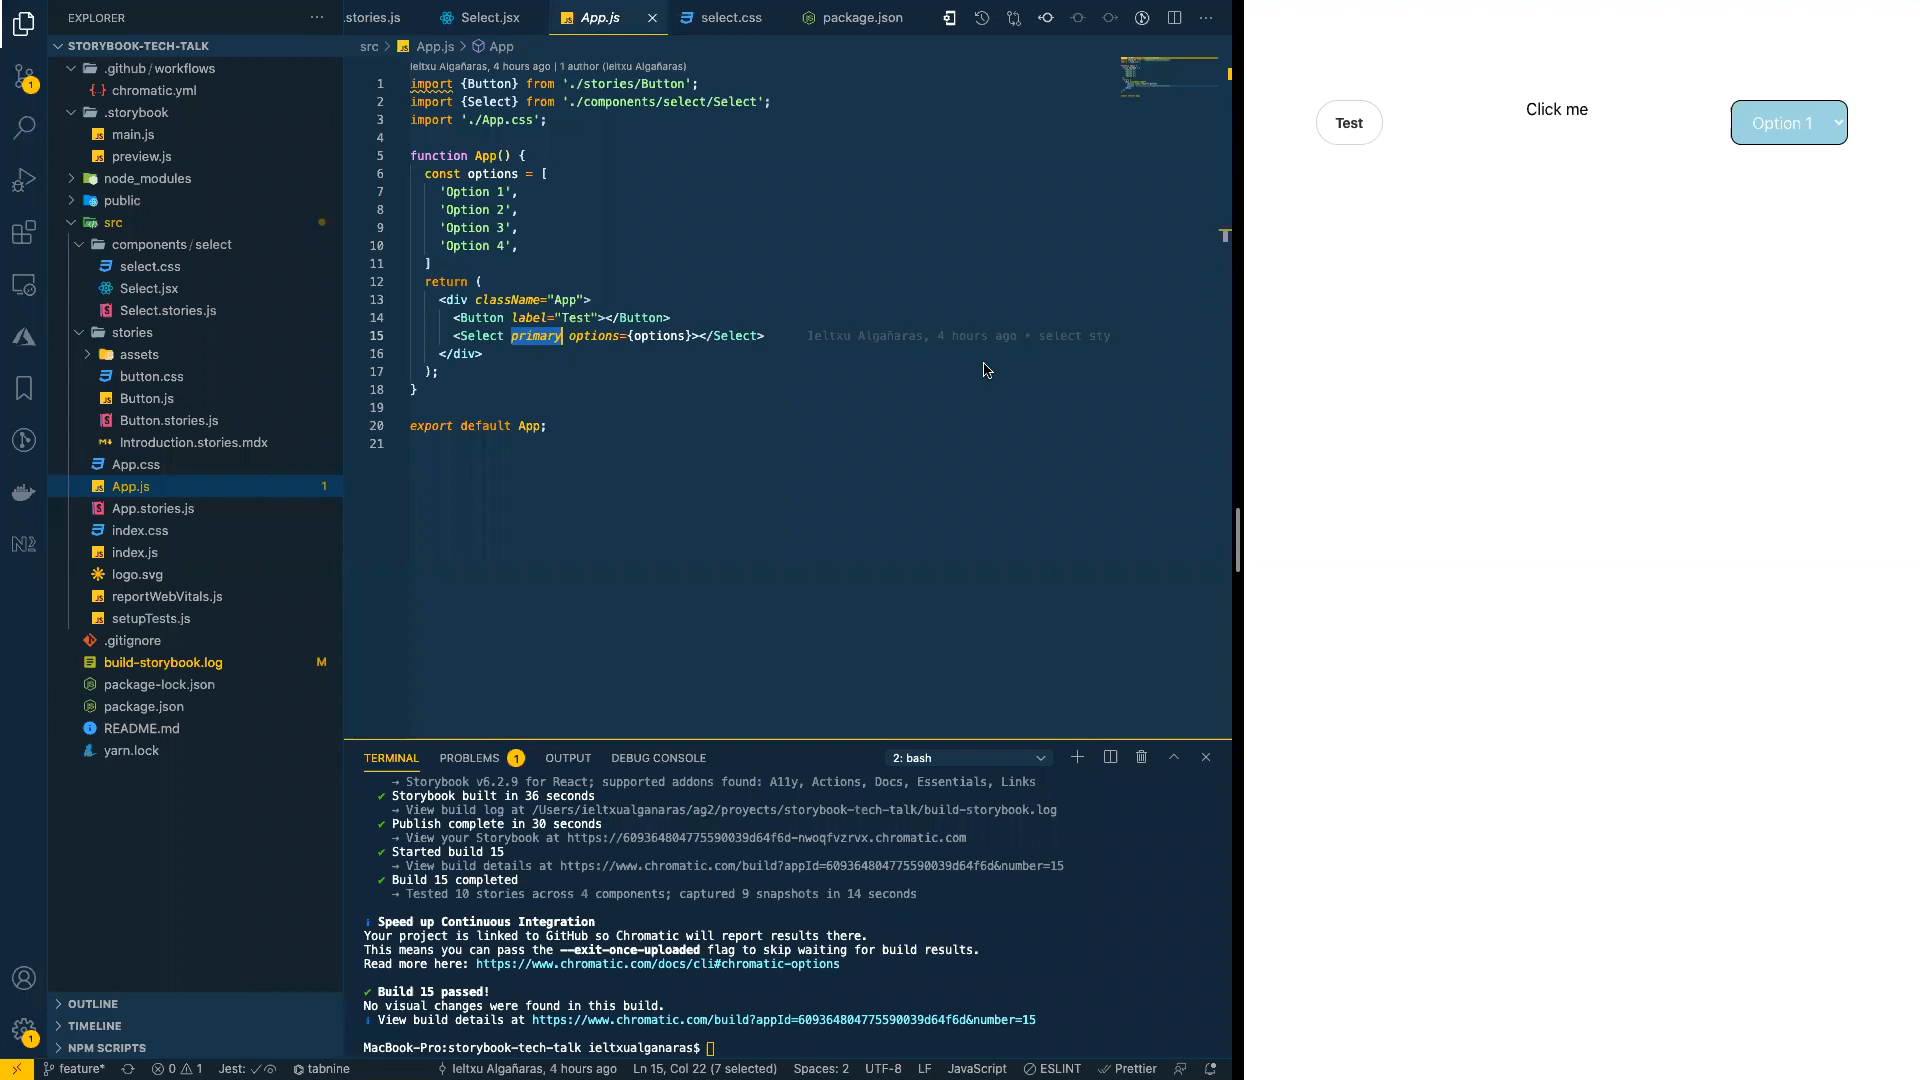 EXPLORER
STORYBOOK-TECH-TALK
.github/workflows
chromatic.yml
.storybook
main.js
preview.js
node_modules
public
src
components/select
select.css
Select.jsx
Select.stories.js
stories
assets
button.css
Button.js
Button.stories.js
Introduction.stories.mdx
App.css
App.js 1
App.stories.js
index.css
index.js
logo.svg
reportWebVitals.js
setupTests.js
.gitignore
build-storybook.log M
package-lock.json
package.json
README.md
yarn.lock
OUTLINE
TIMELINE
NPM SCRIPTS
.stories.js Select.jsx App.js select.css package.json
src > App.js > App
Ieltxu Algañaras, 4 hours ago | 1 author (Ieltxu Algañaras)
1 import {Button} from './stories/Button';
2 import {Select} from './components/select/Select';
3 import './App.css';
4
5 function App() {
6 const options = [
7 'Option 1',
8 'Option 2',
9 'Option 3',
10 'Option 4',
11 ]
12 return (
13 <div className="App">
14 <Button label="Test"></Button>
15 <Select primary options={options}></Select> Ieltxu Algañaras, 4 hours ago • select sty
16 </div>
17 );
18 }
19
20 export default App;
21
TERMINAL PROBLEMS 1 OUTPUT DEBUG CONSOLE 2: bash
→ Storybook v6.2.9 for React; supported addons found: A11y, Actions, Docs, Essentials, Links
✔ Storybook built in 36 seconds
→ View build log at /Users/ieltxualganaras/ag2/proyects/storybook-tech-talk/build-storybook.log
✔ Publish complete in 30 seconds
→ View your Storybook at https://609364804775590039d64f6d-nwoqfvzrvx.chromatic.com
✔ Started build 15
→ View build details at https://www.chromatic.com/build?appId=609364804775590039d64f6d&number=15
✔ Build 15 completed
→ Tested 10 stories across 4 components; captured 9 snapshots in 14 seconds
ℹ Speed up Continuous Integration
Your project is linked to GitHub so Chromatic will report results there.
This means you can pass the --exit-once-uploaded flag to skip waiting for build results.
Read more here: https://www.chromatic.com/docs/cli#chromatic-options
✔ Build 15 passed!
No visual changes were found in this build.
ℹ View build details at https://www.chromatic.com/build?appId=609364804775590039d64f6d&number=15
MacBook-Pro:storybook-tech-talk ieltxualganaras$
feature* 0 1 Jest: tabnine Ieltxu Algañaras, 4 hours ago Ln 15, Col 22 (7 selected) Spaces: 2 UTF-8 LF JavaScript ESLINT Prettier
1
1
Test
Click me
Option 1